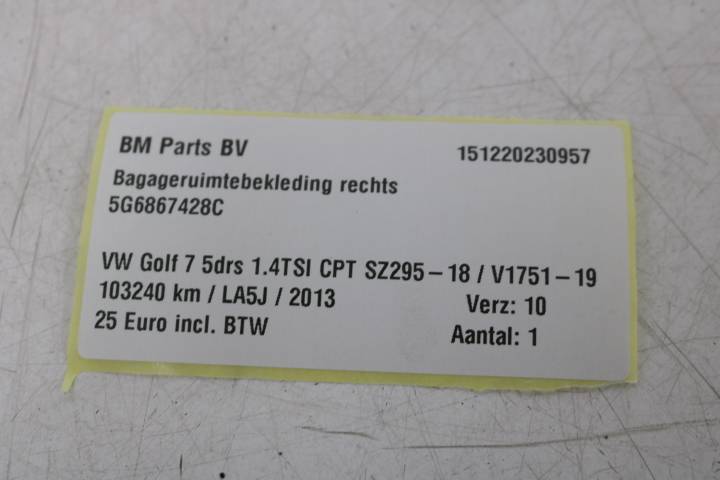 BM Parts BV 151220230957
Bagageruimtebekleding rechts
5G6867428C
VW Golf 7 5drs 1.4TSI CPT SZ295-18 / V1751-19
103240 km / LA5J / 2013 Verz: 10
25 Euro incl. BTW Aantal: 1